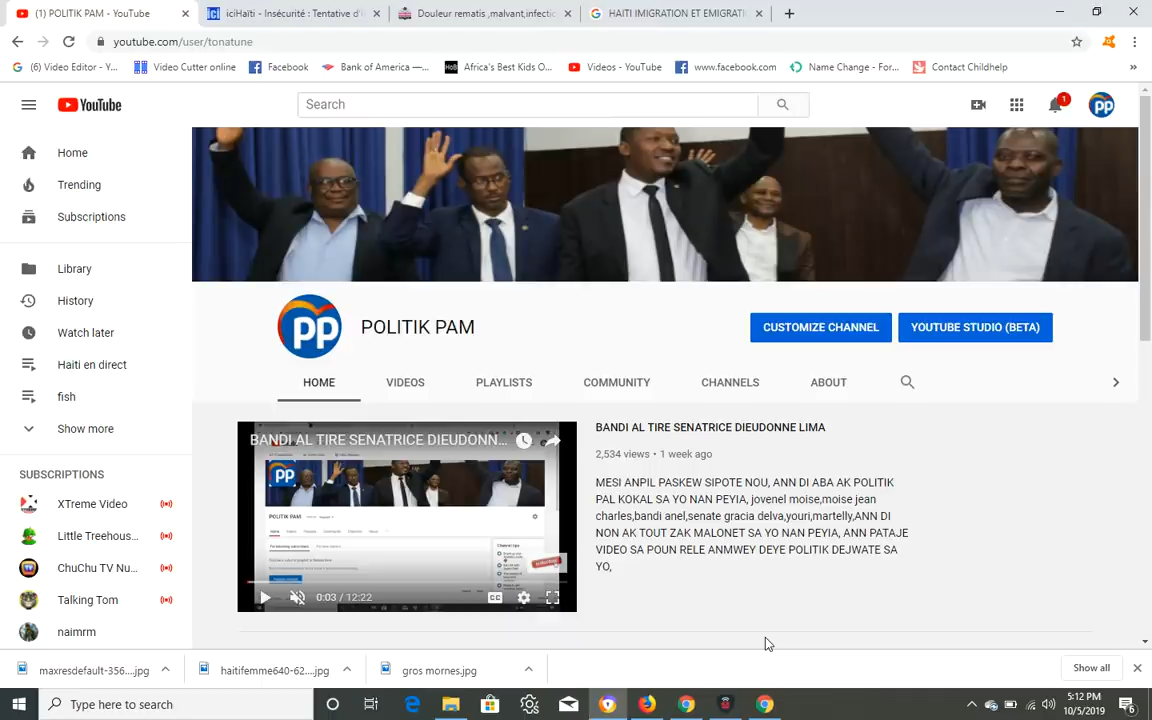 (1) POLITIK PAM - YouTube
iciHaïti - Insécurité : Tentative d'
Douleur rematis ,malvant,infecti
HAITI IMIGRATION ET EMIGRATI
youtube.com/user/tonatune
(6) Video Editor - Y...
Video Cutter online
Facebook
Bank of America —...
Africa's Best Kids O...
Videos - YouTube
www.facebook.com
Name Change - For...
Contact Childhelp
YouTube
Search
1
pp
Home
Trending
Subscriptions
Library
History
Watch later
Haiti en direct
fish
Show more
SUBSCRIPTIONS
XTreme Video
Little Treehous...
ChuChu TV Nu...
Talking Tom
naimrm
pp
POLITIK PAM
CUSTOMIZE CHANNEL
YOUTUBE STUDIO (BETA)
HOME
VIDEOS
PLAYLISTS
COMMUNITY
CHANNELS
ABOUT
BANDI AL TIRE SENATRICE DIEUDONN...
pp
POLITIK PAM
0:03 / 12:22
CC
BANDI AL TIRE SENATRICE DIEUDONNE LIMA
2,534 views • 1 week ago
MESI ANPIL PASKEW SIPOTE NOU, ANN DI ABA AK POLITIK
PAL KOKAL SA YO NAN PEYIA, jovenel moise,moise jean
charles,bandi anel,senate gracia delva,youri,martelly,ANN DI
NON AK TOUT ZAK MALONET SA YO NAN PEYIA, ANN PATAJE
VIDEO SA POUN RELE ANMWEY DEYE POLITIK DEJWATE SA
YO,
maxresdefault-356....jpg
haitifemme640-62....jpg
gros mornes.jpg
Show all
Type here to search
5:12 PM
10/5/2019
6